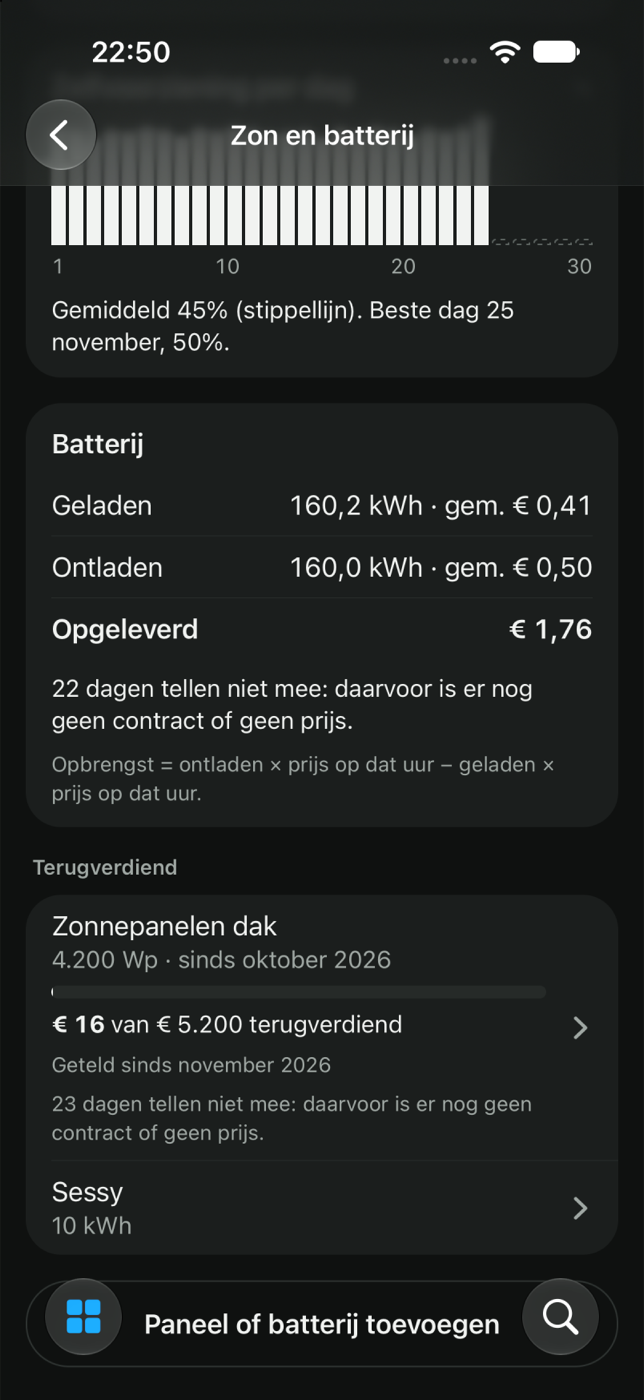 22:50
Zon en batterij
1 10 20 30
Gemiddeld 45% (stippellijn). Beste dag 25
november, 50%.
Batterij
Geladen 160,2 kWh · gem. € 0,41
Ontladen 160,0 kWh · gem. € 0,50
Opgeleverd € 1,76
22 dagen tellen niet mee: daarvoor is er nog
geen contract of geen prijs.
Opbrengst = ontladen × prijs op dat uur − geladen ×
prijs op dat uur.
Terugverdiend
Zonnepanelen dak
4.200 Wp · sinds oktober 2026
€ 16 van € 5.200 terugverdiend
Geteld sinds november 2026
23 dagen tellen niet mee: daarvoor is er nog geen
contract of geen prijs.
Sessy
10 kWh
Paneel of batterij toevoegen